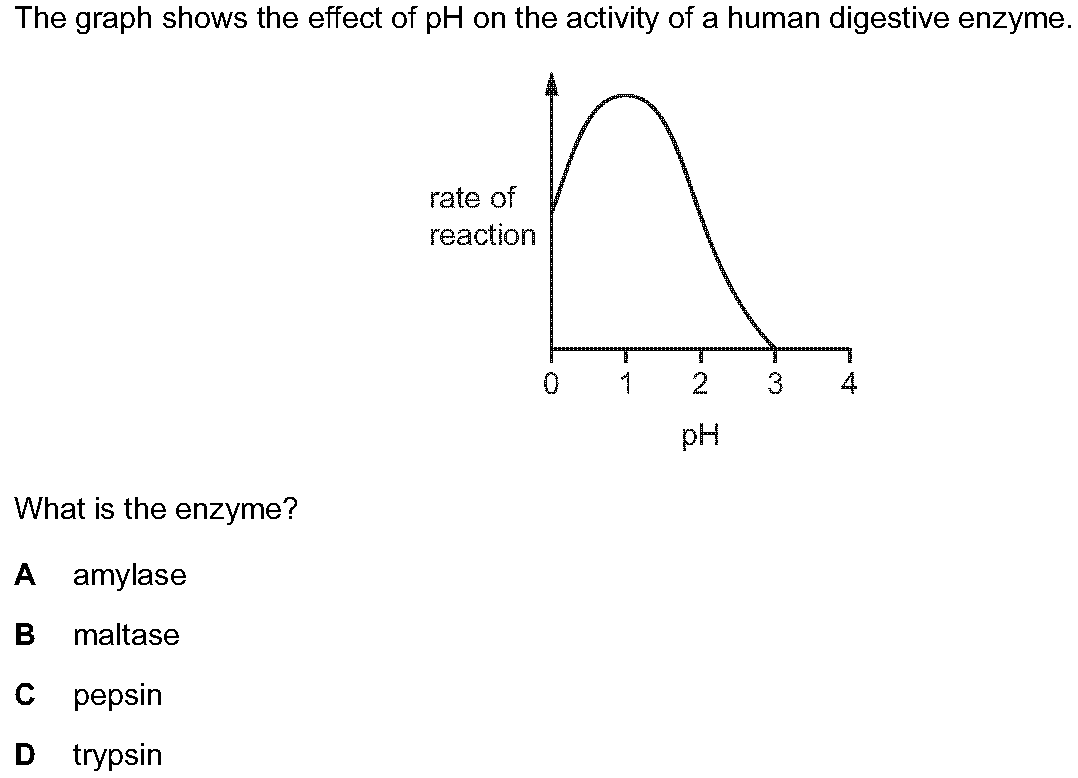 The graph shows the effect of pH on the activity of a human digestive enzyme.
rate of
reaction
0 1 2 3 4
pH
What is the enzyme?
A amylase
B maltase
C pepsin
D trypsin